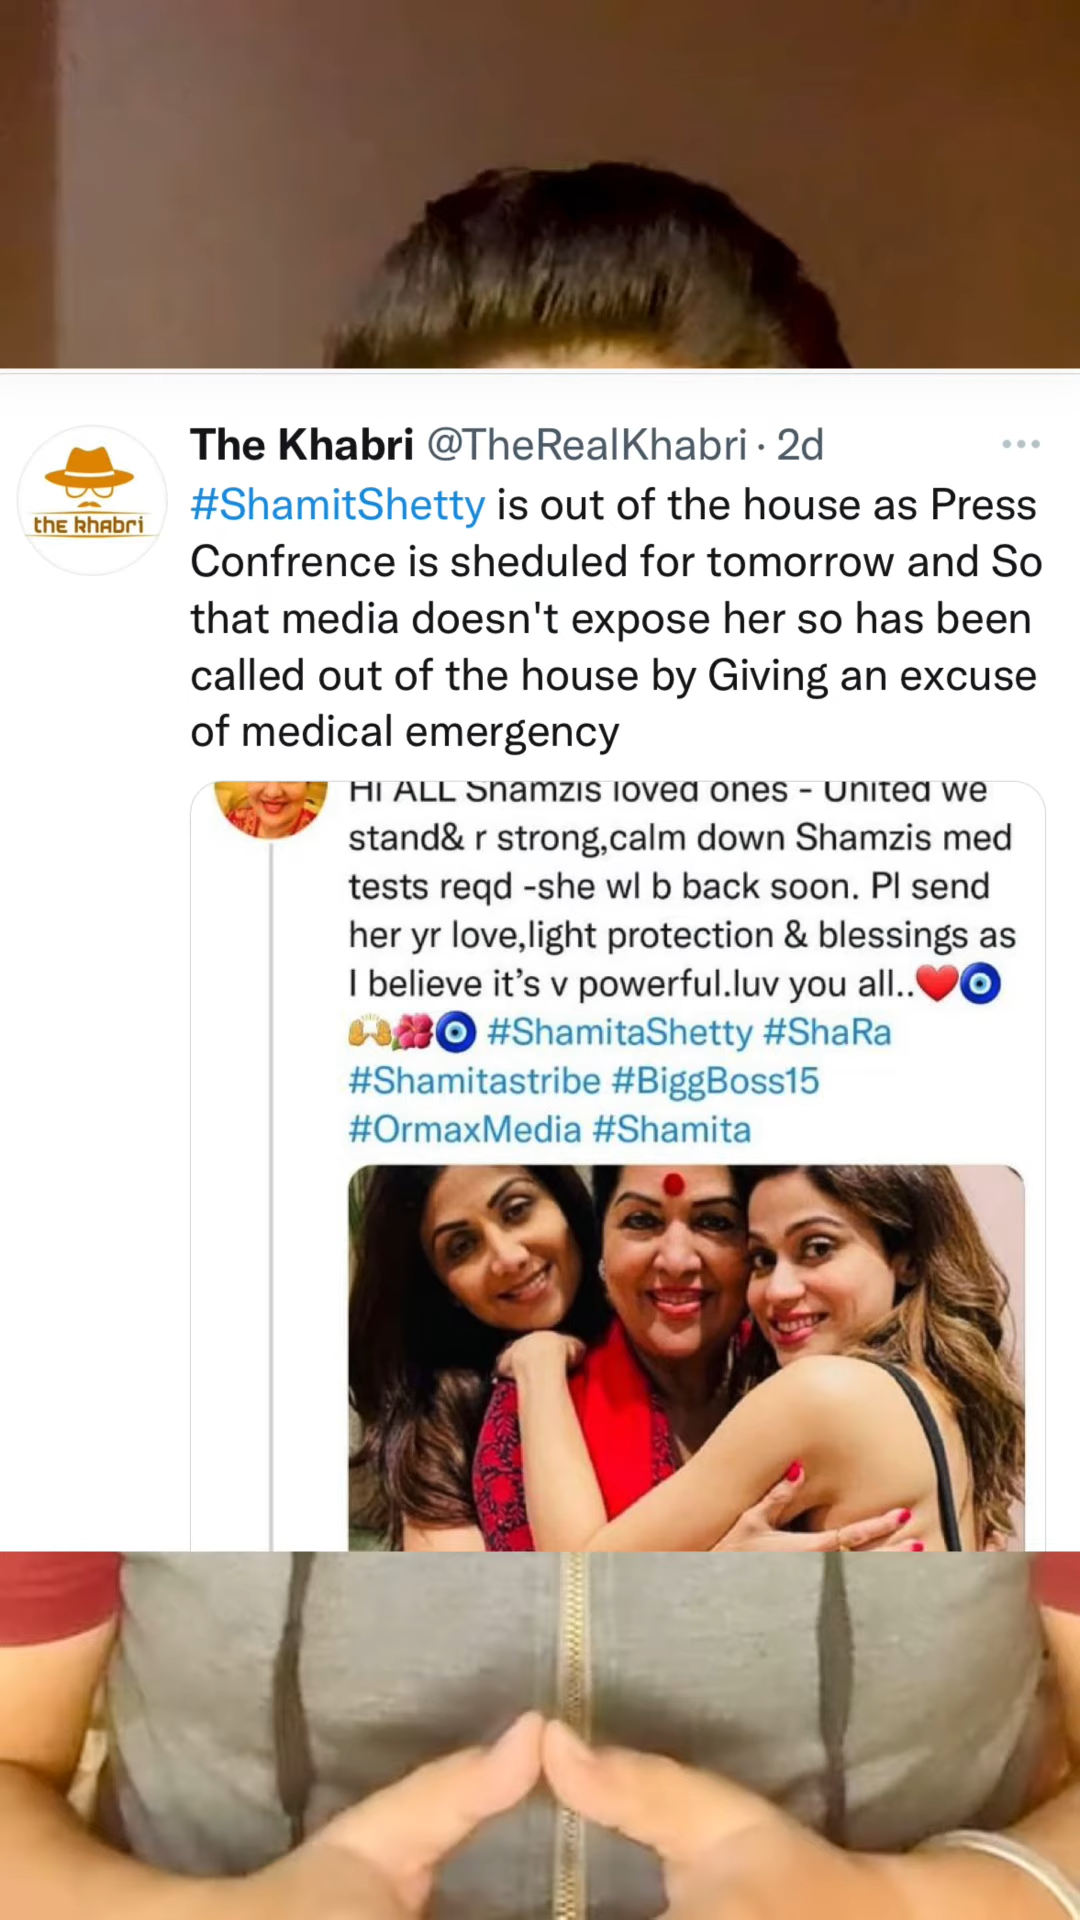 The Khabri @TheRealKhabri · 2d
the khabri
#ShamitShetty is out of the house as Press
Confrence is sheduled for tomorrow and So
that media doesn't expose her so has been
called out of the house by Giving an excuse
of medical emergency
HI ALL Shamzis loved ones - United we
stand& r strong,calm down Shamzis med
tests reqd -she wl b back soon. Pl send
her yr love,light protection & blessings as
I believe it’s v powerful.luv you all..❤️🧿
🙌🌺🧿 #ShamitaShetty #ShaRa
#Shamitastribe #BiggBoss15
#OrmaxMedia #Shamita